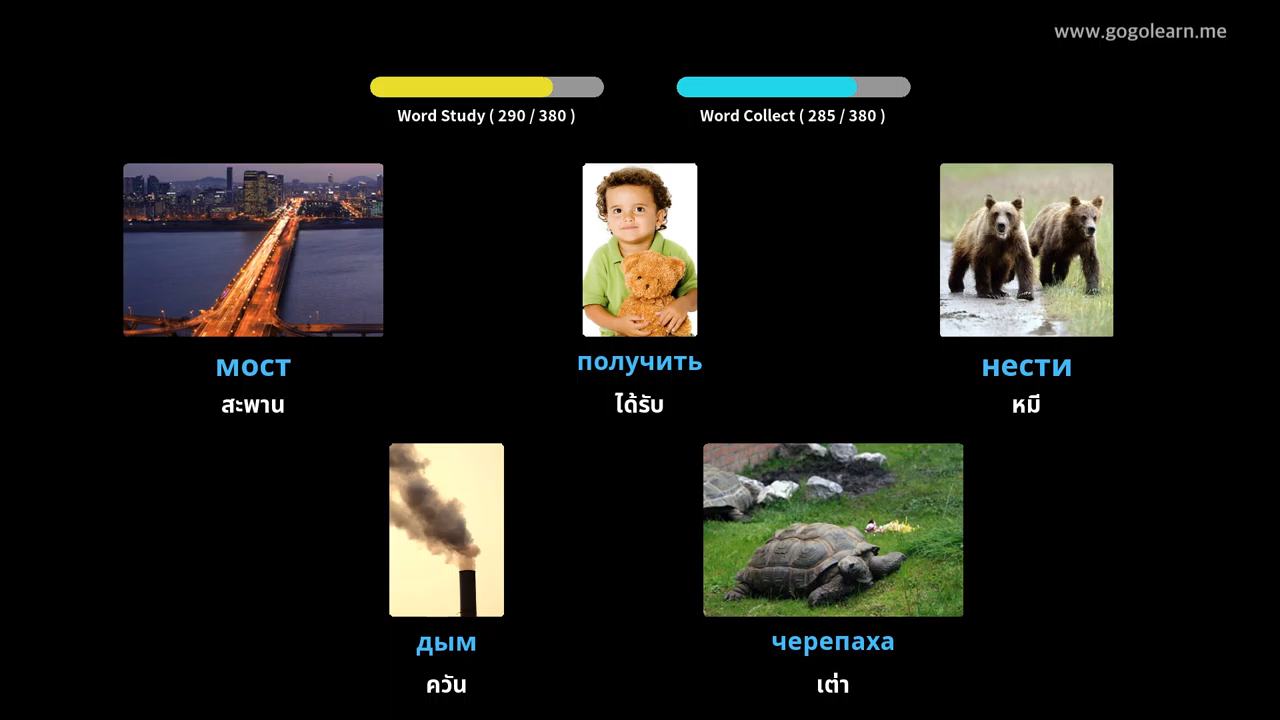 www.gogolearn.me
Word Study ( 290 / 380 )
Word Collect ( 285 / 380 )
мост
สะพาน
получить
ได้รับ
нести
หมี
дым
ควัน
черепаха
เต่า